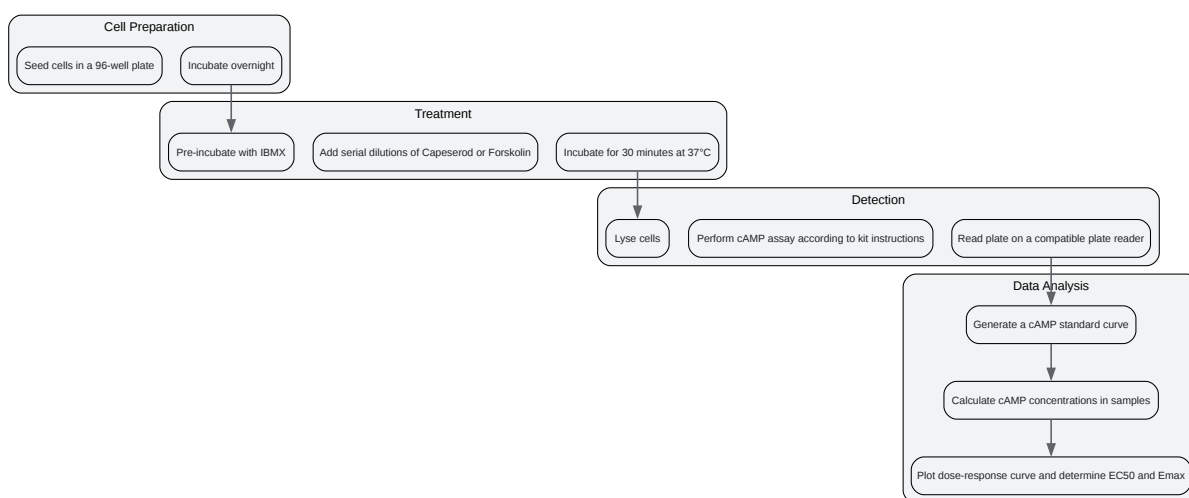 Cell Preparation
Seed cells in a 96-well plate
Incubate overnight
Treatment
Pre-incubate with IBMX
Add serial dilutions of Capeserod or Forskolin
Incubate for 30 minutes at 37°C
Detection
Lyse cells
Perform cAMP assay according to kit instructions
Read plate on a compatible plate reader
Data Analysis
Generate a cAMP standard curve
Calculate cAMP concentrations in samples
Plot dose-response curve and determine EC50 and Emax